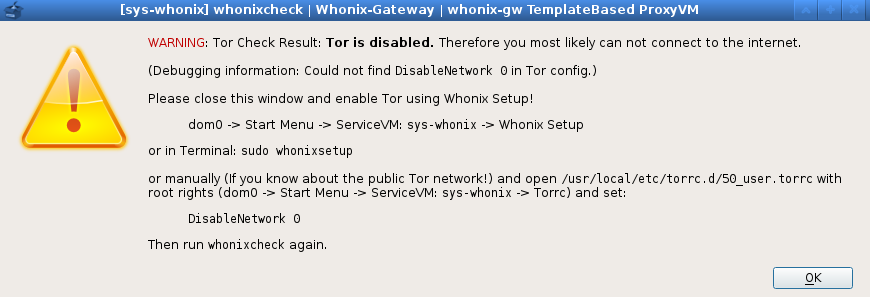 [sys-whonix] whonixcheck | Whonix-Gateway | whonix-gw TemplateBased ProxyVM
WARNING: Tor Check Result: Tor is disabled. Therefore you most likely can not connect to the internet.
(Debugging information: Could not find DisableNetwork 0 in Tor config.)
Please close this window and enable Tor using Whonix Setup!
dom0 -> Start Menu -> ServiceVM: sys-whonix -> Whonix Setup
or in Terminal: sudo whonixsetup
or manually (If you know about the public Tor network!) and open /usr/local/etc/torrc.d/50_user.torrc with
root rights (dom0 -> Start Menu -> ServiceVM: sys-whonix -> Torrc) and set:
DisableNetwork 0
Then run whonixcheck again.
OK